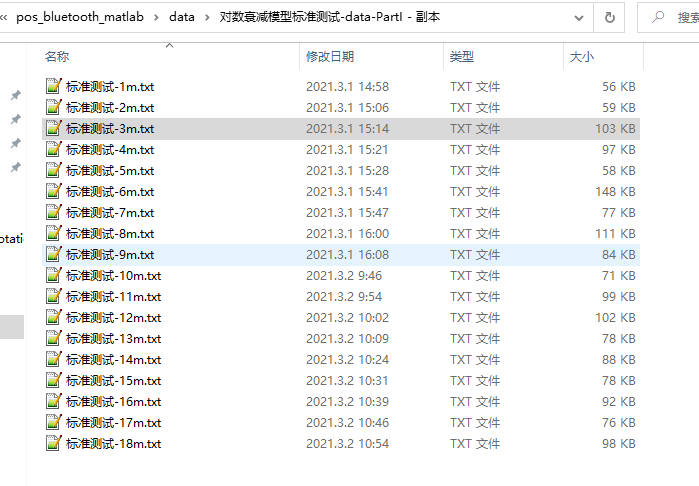 « pos_bluetooth_matlab › data › 对数衰减模型标准测试-data-PartI - 副本 搜索
名称 修改日期 类型 大小
标准测试-1m.txt 2021.3.1 14:58 TXT 文件 56 KB
标准测试-2m.txt 2021.3.1 15:06 TXT 文件 59 KB
标准测试-3m.txt 2021.3.1 15:14 TXT 文件 103 KB
标准测试-4m.txt 2021.3.1 15:21 TXT 文件 97 KB
标准测试-5m.txt 2021.3.1 15:28 TXT 文件 58 KB
标准测试-6m.txt 2021.3.1 15:41 TXT 文件 148 KB
标准测试-7m.txt 2021.3.1 15:47 TXT 文件 77 KB
标准测试-8m.txt 2021.3.1 16:00 TXT 文件 111 KB
otatio
标准测试-9m.txt 2021.3.1 16:08 TXT 文件 84 KB
标准测试-10m.txt 2021.3.2 9:46 TXT 文件 71 KB
标准测试-11m.txt 2021.3.2 9:54 TXT 文件 99 KB
标准测试-12m.txt 2021.3.2 10:02 TXT 文件 102 KB
标准测试-13m.txt 2021.3.2 10:09 TXT 文件 78 KB
标准测试-14m.txt 2021.3.2 10:24 TXT 文件 88 KB
标准测试-15m.txt 2021.3.2 10:31 TXT 文件 78 KB
标准测试-16m.txt 2021.3.2 10:39 TXT 文件 92 KB
标准测试-17m.txt 2021.3.2 10:46 TXT 文件 76 KB
标准测试-18m.txt 2021.3.2 10:54 TXT 文件 98 KB